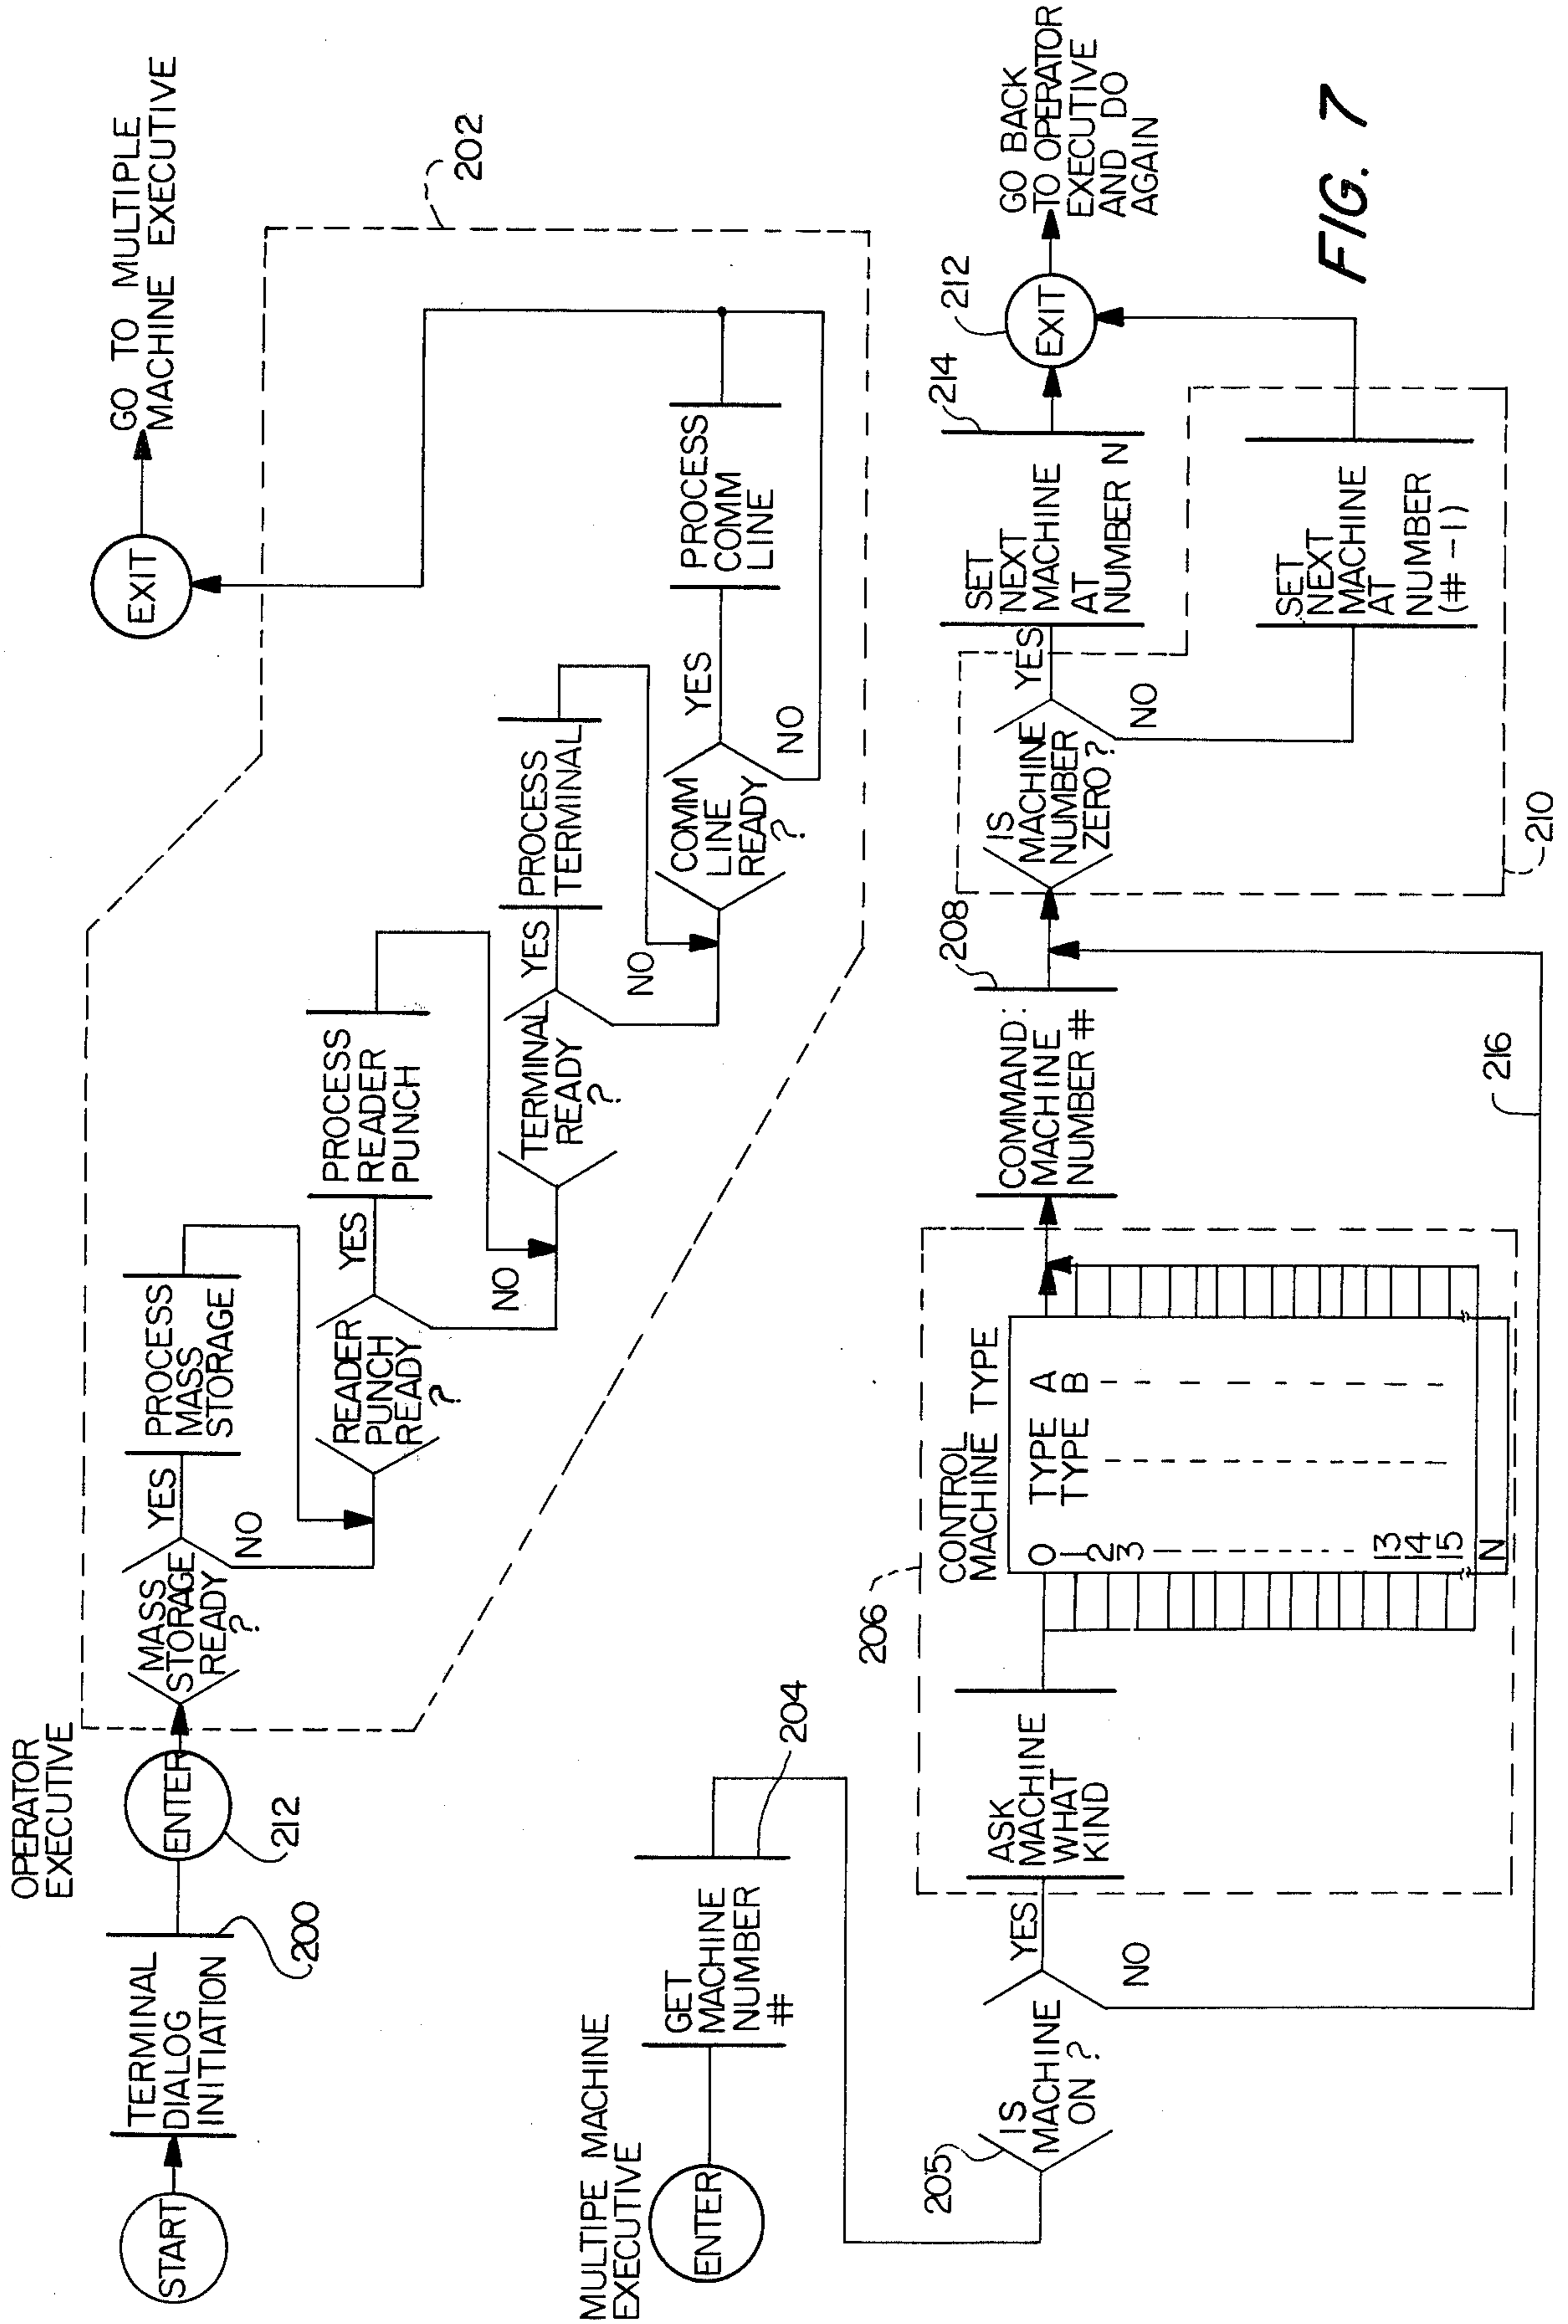 OPERATOR
EXECUTIVE
START
TERMINAL
DIALOG
INITIATION
200
ENTER
212
MASS
STORAGE
READY
?
YES
NO
PROCESS
MASS
STORAGE
READER
PUNCH
READY
?
YES
NO
PROCESS
READER
PUNCH
TERMINAL
READY
?
YES
NO
PROCESS
TERMINAL
COMM
LINE
READY
?
YES
NO
PROCESS
COMM
LINE
EXIT
GO TO MULTIPLE
MACHINE EXECUTIVE
202
MULTIPE MACHINE
EXECUTIVE
ENTER
GET
MACHINE
NUMBER
#
204
205
IS
MACHINE
ON ?
YES
NO
206
ASK
MACHINE
WHAT
KIND
CONTROL
MACHINE TYPE
0 TYPE A
1 TYPE B
2
3
13
14
15
N
208
COMMAND:
MACHINE
NUMBER #
216
IS
MACHINE
NUMBER
ZERO ?
YES
NO
210
214
SET
NEXT
MACHINE
AT
NUMBER N
SET
NEXT
MACHINE
AT
NUMBER
(# -1)
212
EXIT
GO BACK
TO OPERATOR
EXECUTIVE
AND DO
AGAIN
FIG. 7